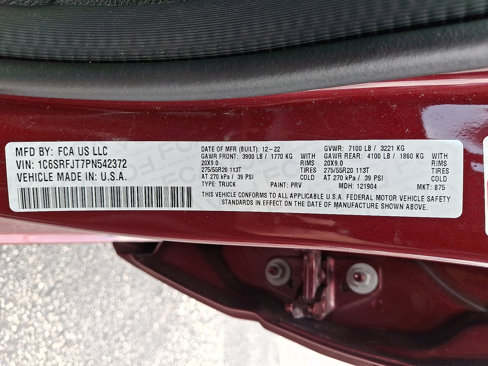 MFD BY: FCA US LLC
VIN: 1C6SRFJT7PN542372
VEHICLE MADE IN: U.S.A.
DATE OF MFR (BUILT): 12-22 GVWR: 7100 LB / 3221 KG
GAWR FRONT: 3900 LB / 1770 KG GAWR REAR: 4100 LB / 1860 KG
20X9.0 RIMS 20X9.0 RIMS
275/55R20 113T TIRES 275/55R20 113T TIRES
AT 270 kPa / 39 PSI COLD AT 270 kPa / 39 PSI COLD
TYPE: TRUCK PAINT: PRV MDH: 121904 MKT: 875
THIS VEHICLE CONFORMS TO ALL APPLICABLE U.S.A. FEDERAL MOTOR VEHICLE SAFETY
STANDARDS IN EFFECT ON THE DATE OF MANUFACTURE SHOWN ABOVE